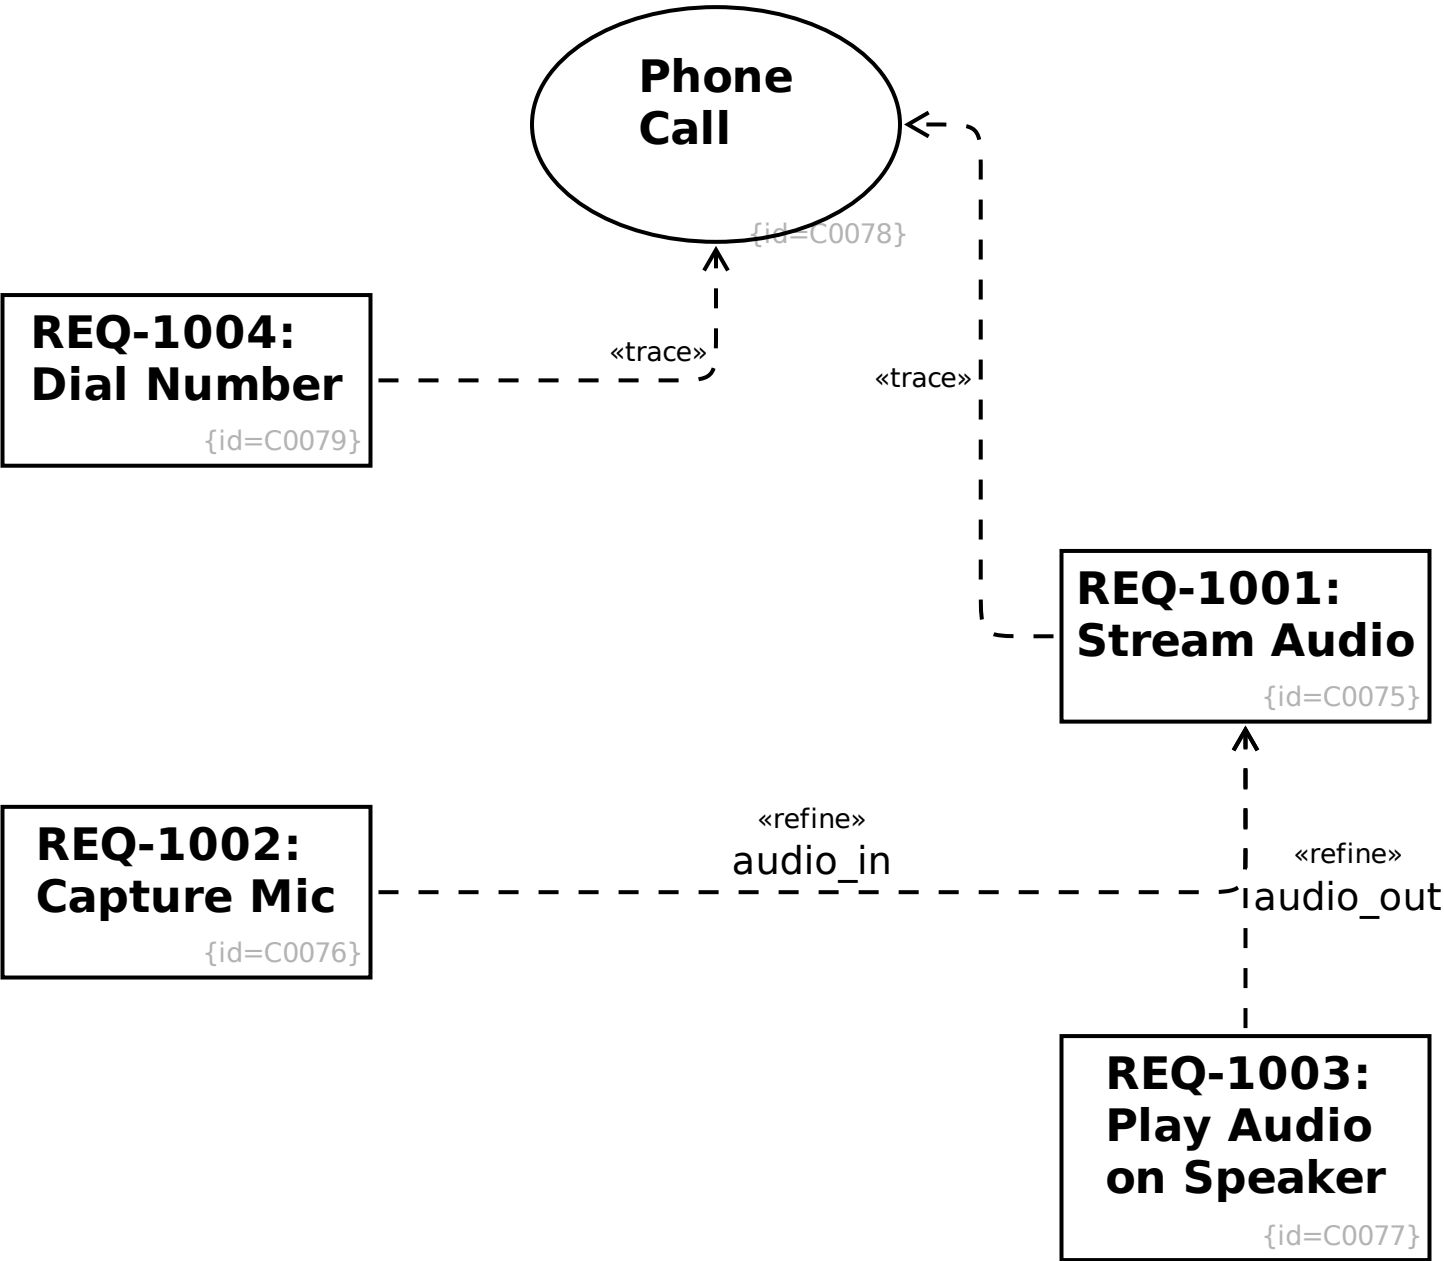 Phone
Call
{id=C0078}
REQ-1004:
Dial Number
{id=C0079}
«trace»
«trace»
REQ-1001:
Stream Audio
{id=C0075}
REQ-1002:
Capture Mic
{id=C0076}
«refine»
audio_in
«refine»
audio_out
REQ-1003:
Play Audio
on Speaker
{id=C0077}